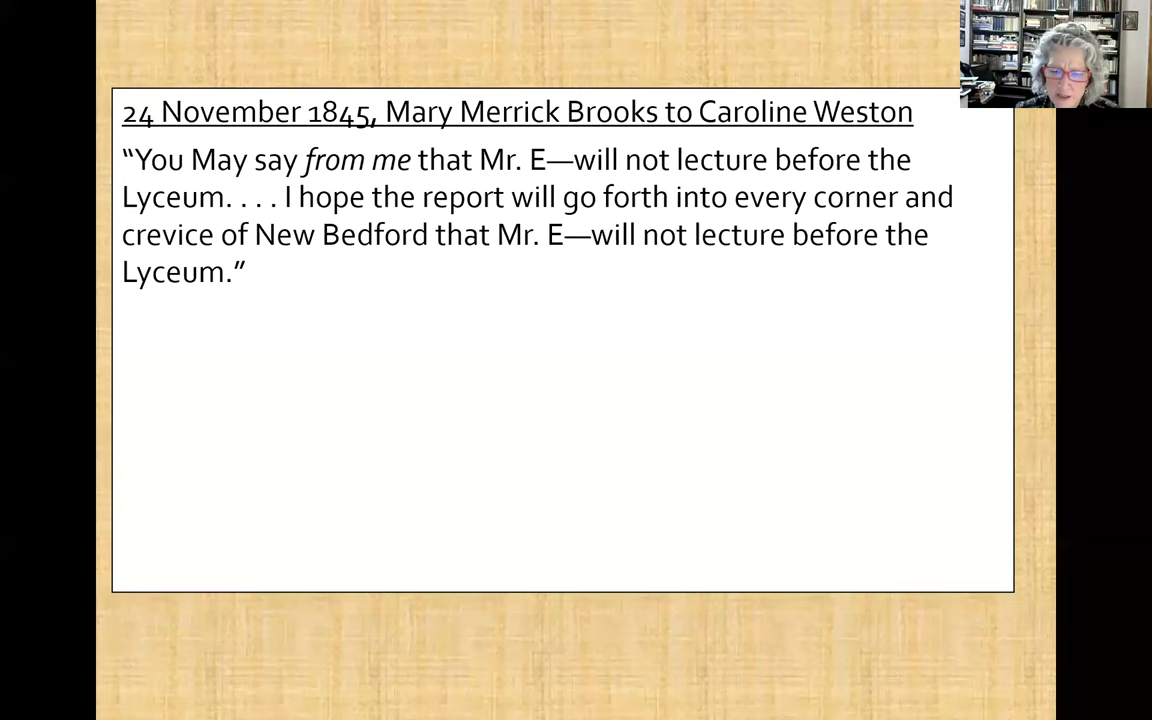 24 November 1845, Mary Merrick Brooks to Caroline Weston
“You May say from me that Mr. E—will not lecture before the
Lyceum. . . . I hope the report will go forth into every corner and
crevice of New Bedford that Mr. E—will not lecture before the
Lyceum.”